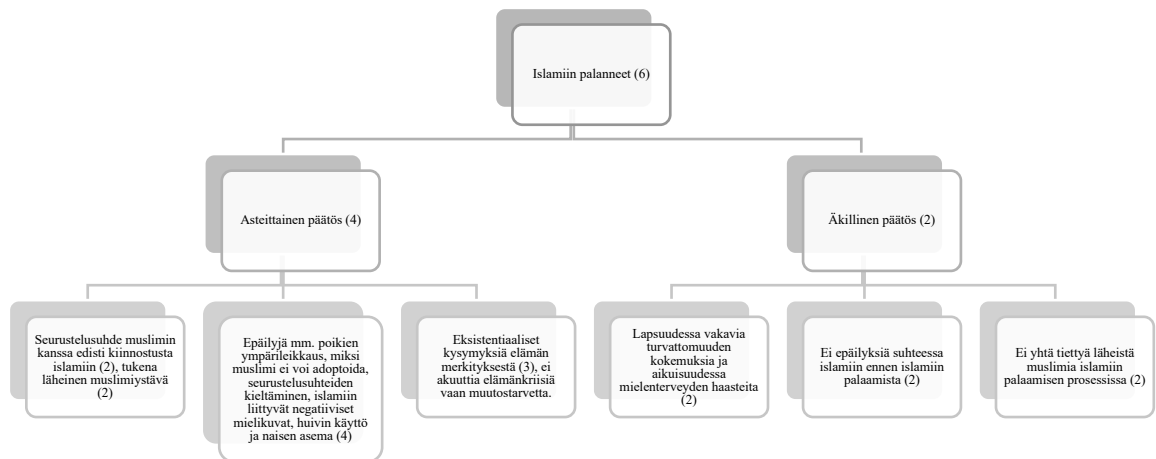 Islamiin palanneet (6)
Asteittainen päätös (4)
Äkillinen päätös (2)
Seurustelusuhde muslimin
kanssa edisti kiinnostusta
islamiin (2), tukena
läheinen muslimiystävä
(2)
Epäilyjä mm. poikien
ympärileikkaus, miksi
muslimi ei voi adoptoida,
seurustelusuhteiden
kieltäminen, islamiin
liittyvät negatiiviset
mielikuvat, huivin käyttö
ja naisen asema (4)
Eksistentiaaliset
kysymyksiä elämän
merkityksestä (3), ei
akuuttia elämänkriisiä
vaan muutostarvetta.
Lapsuudessa vakavia
turvattomuuden
kokemuksia ja
aikuisuudessa
mielenterveyden haasteita
(2)
Ei epäilyksiä suhteessa
islamiin ennen islamiin
palaamista (2)
Ei yhtä tiettyä läheistä
muslimia islamiin
palaamisen prosessissa (2)